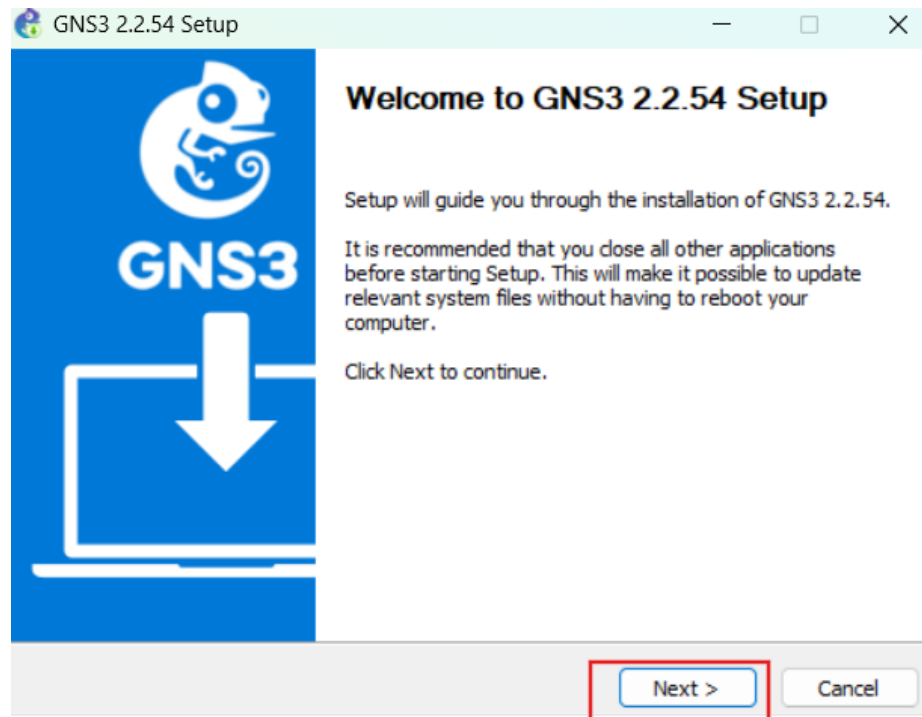 GNS3 2.2.54 Setup
GNS3
Welcome to GNS3 2.2.54 Setup
Setup will guide you through the installation of GNS3 2.2.54.
It is recommended that you close all other applications
before starting Setup. This will make it possible to update
relevant system files without having to reboot your
computer.
Click Next to continue.
Next >
Cancel